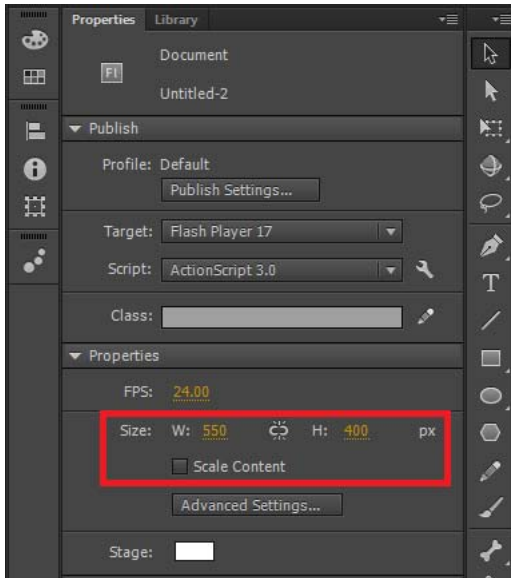 Properties Library
Fl
Document
Untitled-2
Publish
Profile: Default
Publish Settings...
Target: Flash Player 17
Script: ActionScript 3.0
Class:
Properties
FPS: 24.00
Size: W: 550 H: 400 px
Scale Content
Advanced Settings...
Stage:
T